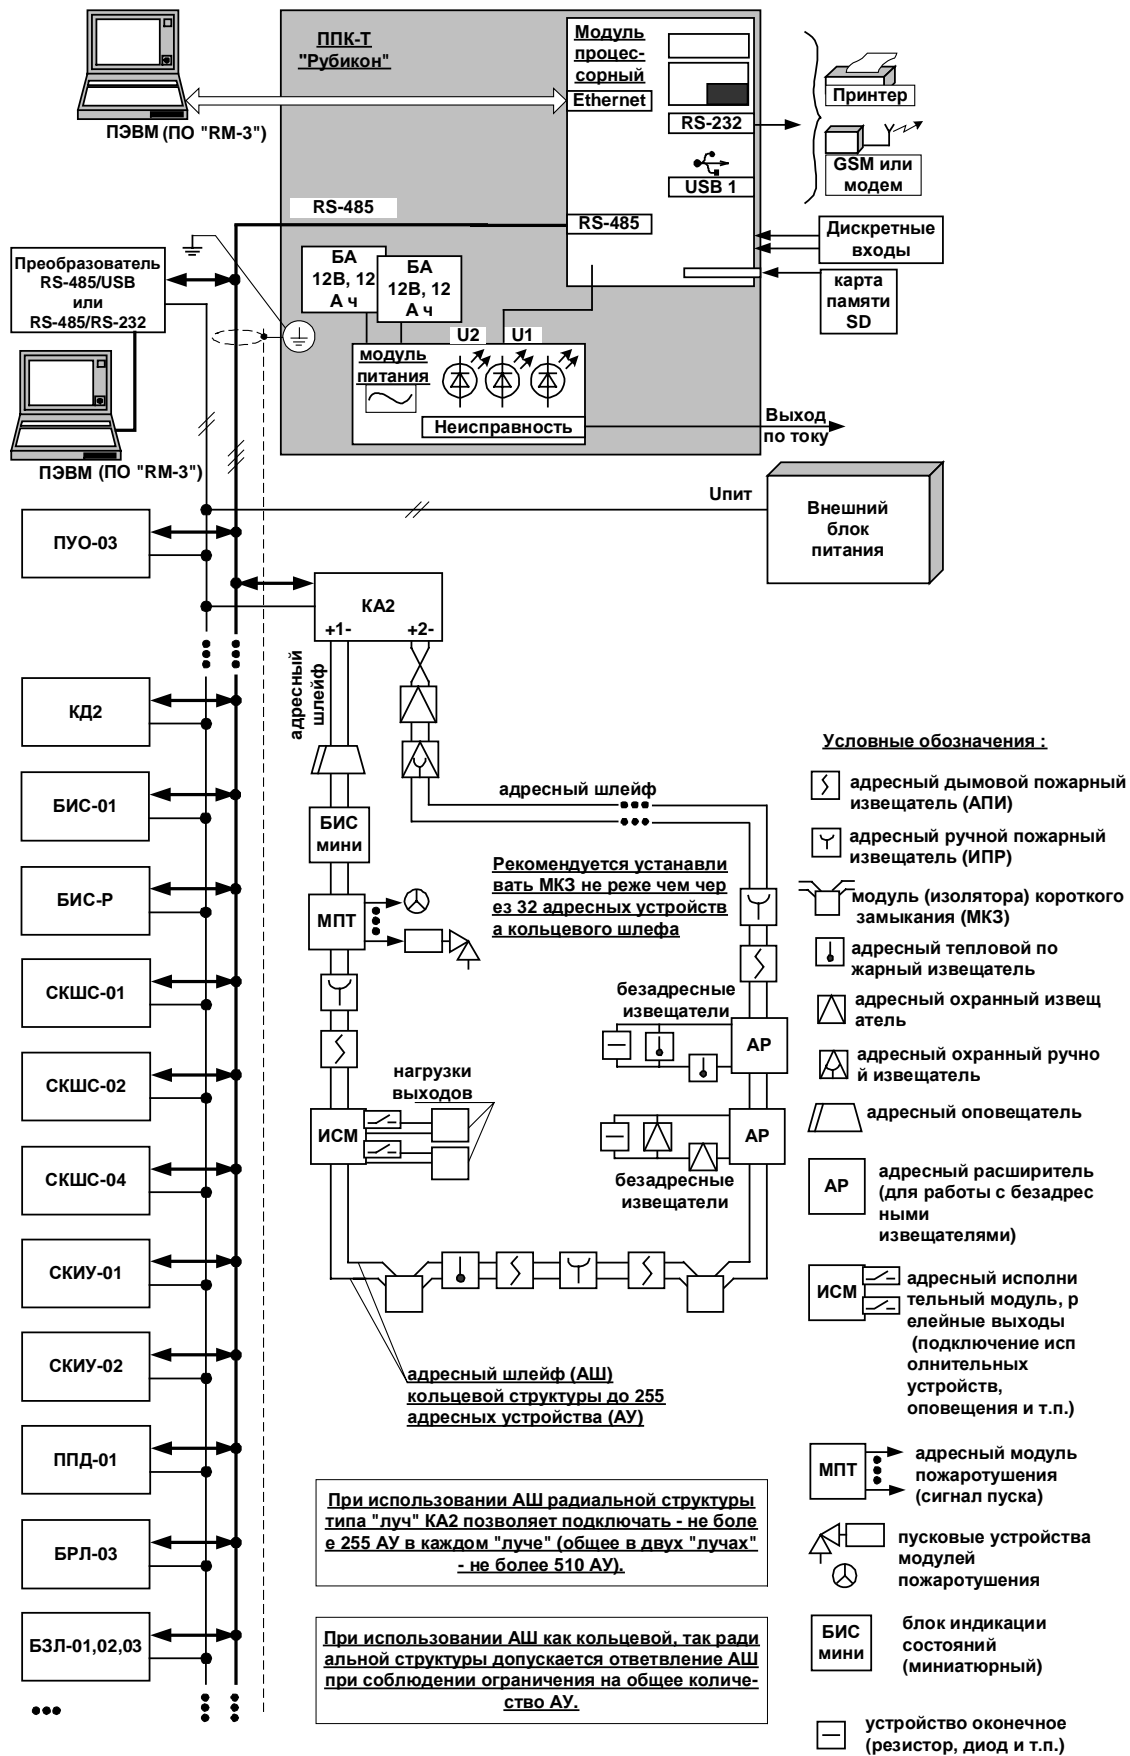 ППК-Т
"Рубикон"
Модуль
процес-
сорный
Ethernet
RS-232
USB 1
RS-485
RS-485
Принтер
GSM или
модем
Дискретные
входы
карта
памяти
SD
ПЭВМ (ПО "RM-3")
Преобразователь
RS-485/USB
или
RS-485/RS-232
ПЭВМ (ПО "RM-3")
БА
12В, 12
А ч
БА
12В, 12
А ч
U2
U1
модуль
питания
Неисправность
Выход
по току
Uпит
Внешний
блок
питания
ПУО-03
КА2
+1-
+2-
адресный
шлейф
КД2
БИС-01
БИС-Р
СКШС-01
СКШС-02
СКШС-04
СКИУ-01
СКИУ-02
ППД-01
БРЛ-03
БЗЛ-01,02,03
БИС
мини
МПТ
ИСМ
нагрузки
выходов
адресный шлейф
Рекомендуется устанавли
вать МКЗ не реже чем чер
ез 32 адресных устройств
а кольцевого шлефа
безадресные
извещатели
АР
АР
безадресные
извещатели
адресный шлейф (АШ)
кольцевой структуры до 255
адресных устройства (АУ)
При использовании АШ радиальной структуры
типа "луч" КА2 позволяет подключать - не боле
е 255 АУ в каждом "луче" (общее в двух "лучах"
- не более 510 АУ).
При использовании АШ как кольцевой, так ради
альной структуры допускается ответвление АШ
при соблюдении ограничения на общее количе-
ство АУ.
Условные обозначения :
адресный дымовой пожарный
извещатель (АПИ)
адресный ручной пожарный
извещатель (ИПР)
модуль (изолятора) короткого
замыкания (МКЗ)
адресный тепловой по
жарный извещатель
адресный охранный извещ
атель
адресный охранный ручно
й извещатель
адресный оповещатель
АР
адресный расширитель
(для работы с безадрес
ными
извещателями)
ИСМ
адресный исполни
тельный модуль, р
елейные выходы
(подключение исп
олнительных
устройств,
оповещения и т.п.)
МПТ
адресный модуль
пожаротушения
(сигнал пуска)
пусковые устройства
модулей
пожаротушения
БИС
мини
блок индикации
состояний
(миниатюрный)
устройство оконечное
(резистор, диод и т.п.)